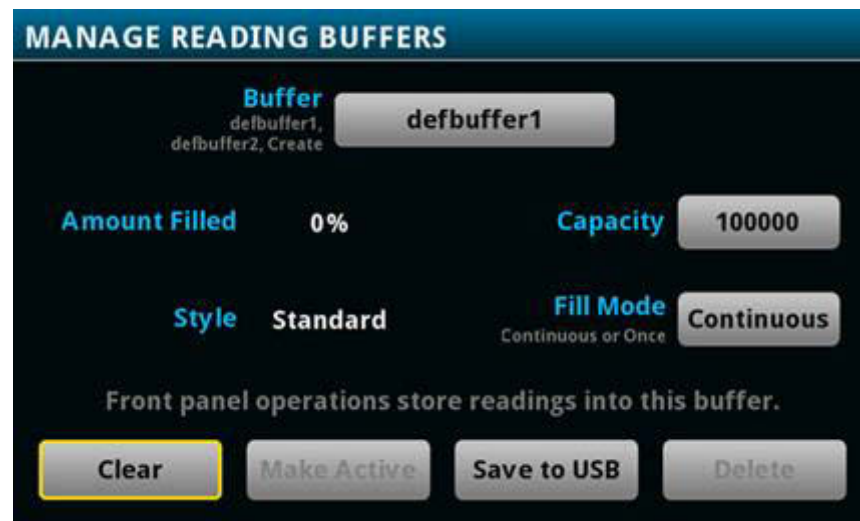 MANAGE READING BUFFERS
Buffer
defbuffer1,
defbuffer2, Create
defbuffer1
Amount Filled
0%
Capacity
100000
Style
Standard
Fill Mode
Continuous or Once
Continuous
Front panel operations store readings into this buffer.
Clear
Make Active
Save to USB
Delete